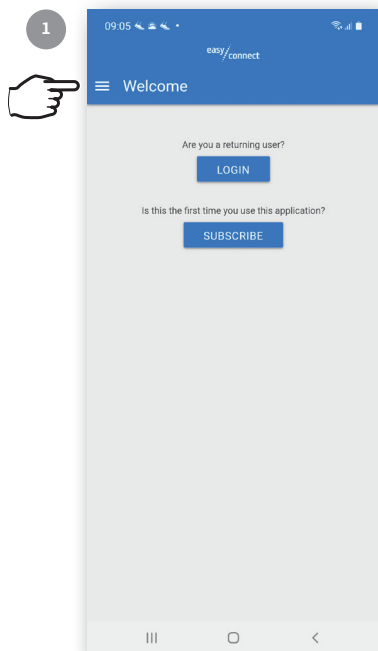 1
09:05
easy/connect
Welcome
Are you a returning user?
LOGIN
Is this the first time you use this application?
SUBSCRIBE